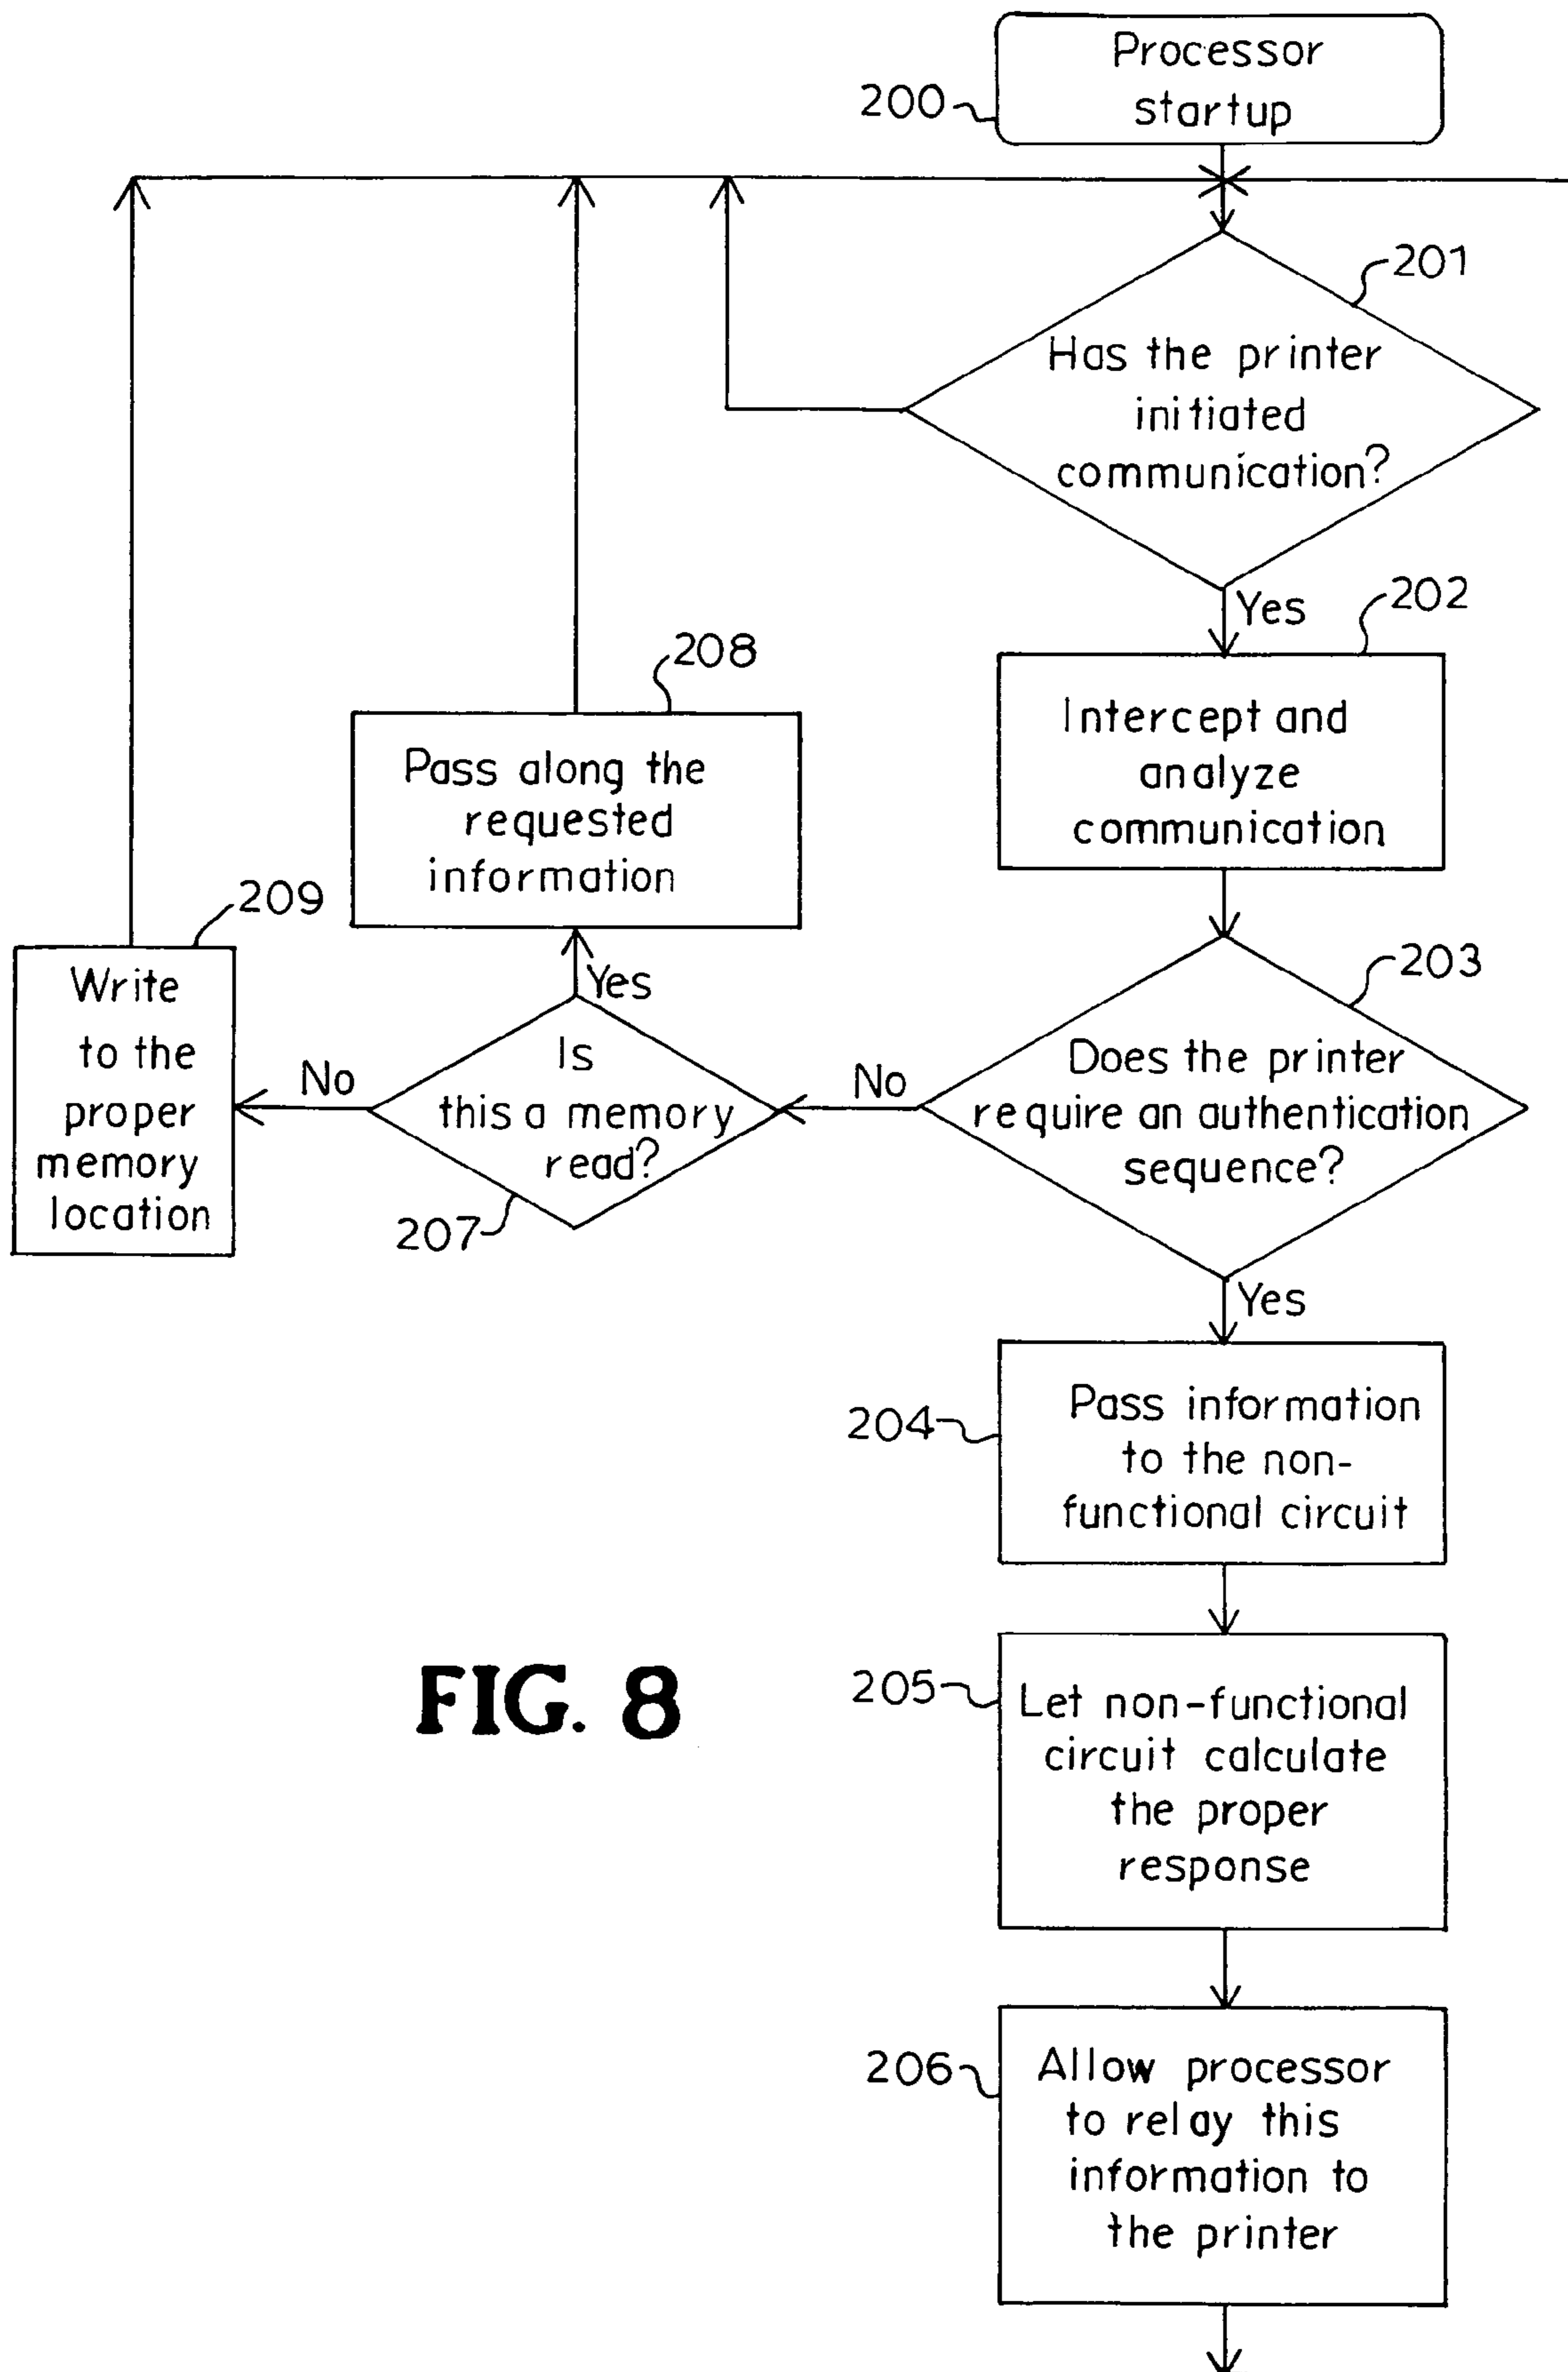 Processor
startup
200
201
Has the printer
initiated
communication?
Yes
202
Intercept and
analyze
communication
208
Pass along the
requested
information
209
Write
to the
proper
memory
location
Yes
No
Is
this a memory
read?
207
No
203
Does the printer
require an authentication
sequence?
Yes
204
Pass information
to the non-
functional circuit
205
Let non-functional
circuit calculate
the proper
response
206
Allow processor
to relay this
information to
the printer
FIG. 8